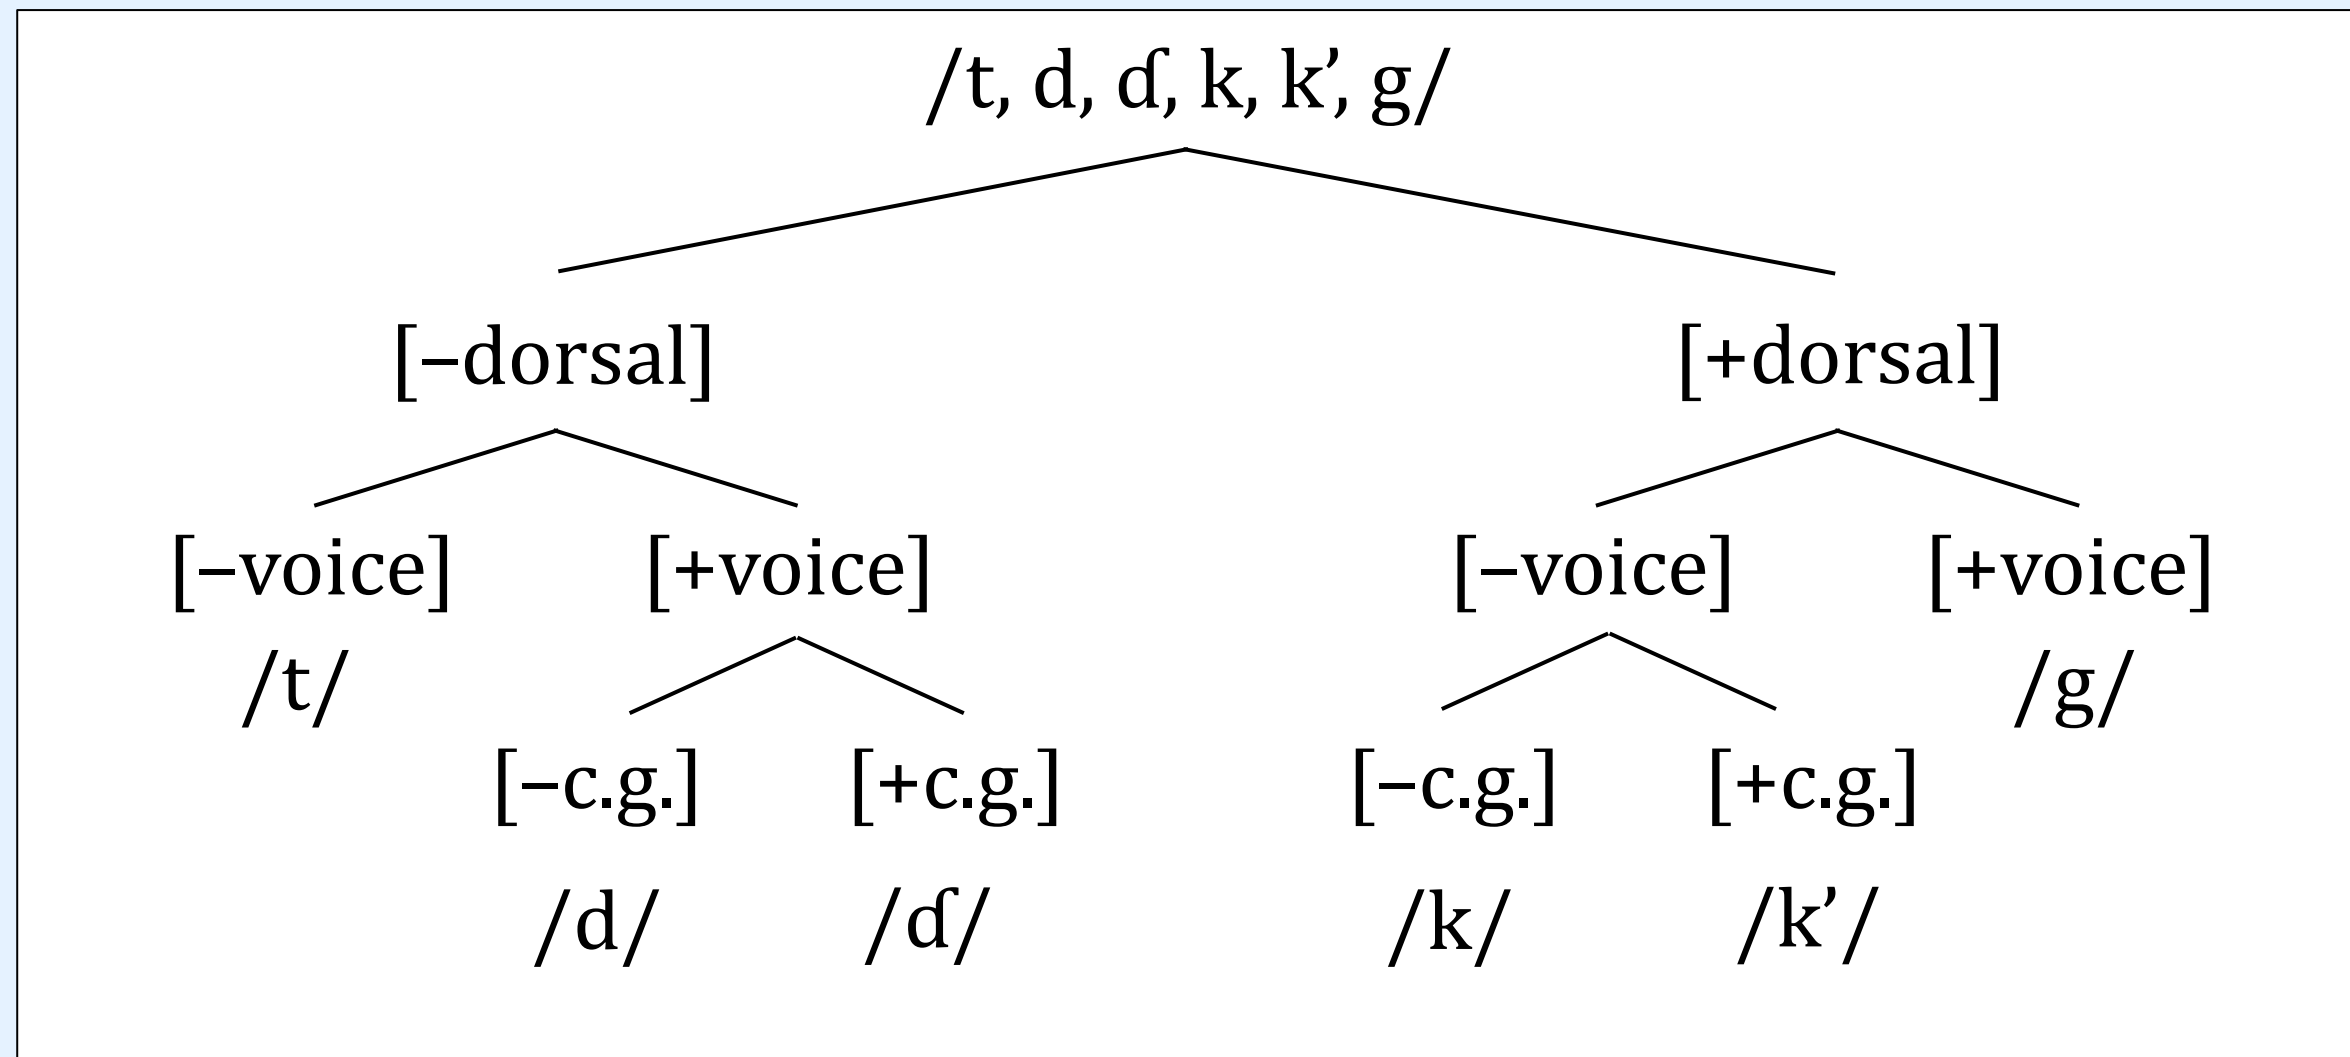 /t, d, ɗ, k, k’, g/
[–dorsal] [+dorsal]
[–voice] [+voice] [–voice] [+voice]
/t/ /g/
[–c.g.] [+c.g.] [–c.g.] [+c.g.]
/d/ /ɗ/ /k/ /k’/